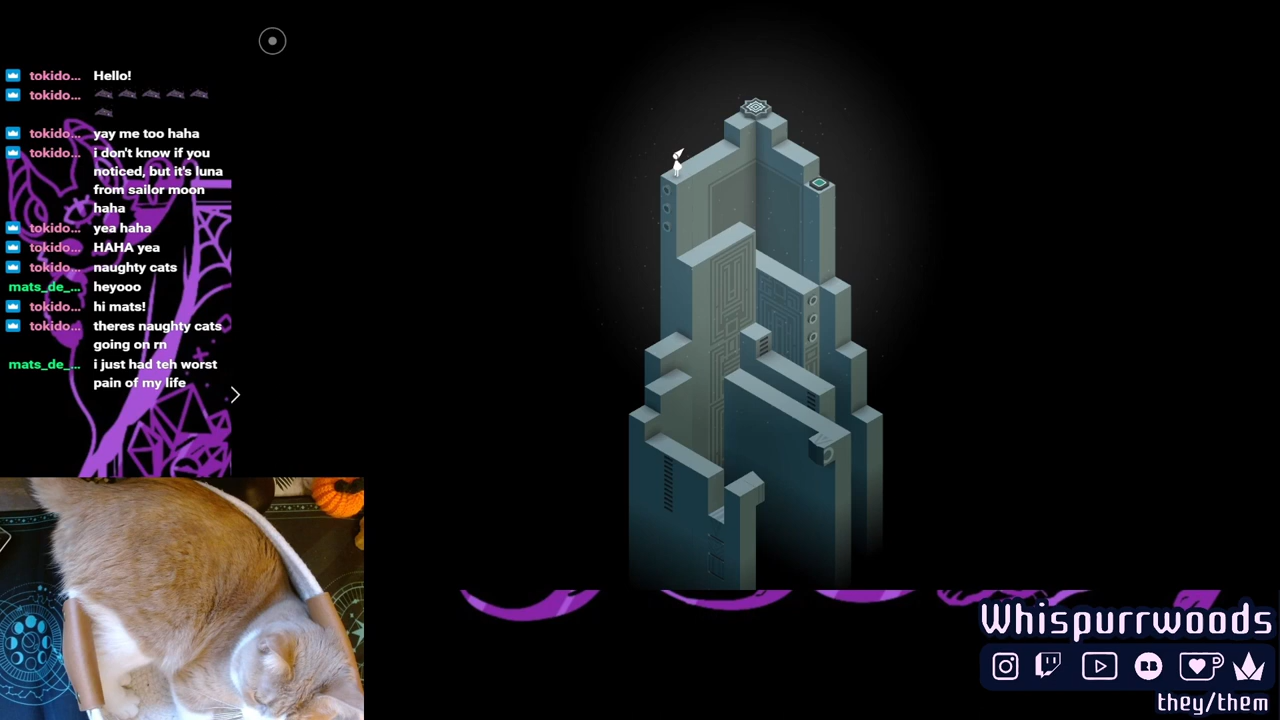 tokido... Hello!
tokido...
tokido... yay me too haha
tokido... i don't know if you
noticed, but it's luna
from sailor moon
haha
tokido... yea haha
tokido... HAHA yea
tokido... naughty cats
mats_de_... heyooo
tokido... hi mats!
tokido... theres naughty cats
going on rn
mats_de_... i just had teh worst
pain of my life
Whispurrwoods
they/them